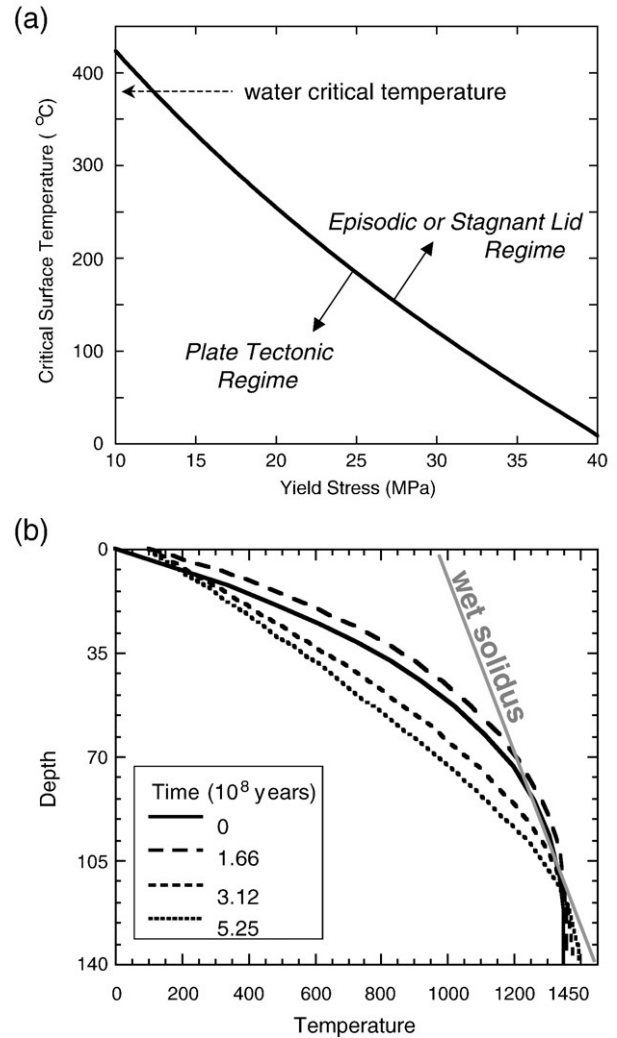 (a)
400
300
200
100
0
Critical Surface Temperature ( °C)
water critical temperature
Episodic or Stagnant Lid
Regime
Plate Tectonic
Regime
10
15
20
25
30
35
40
Yield Stress (MPa)
(b)
0
35
70
105
140
Depth
wet solidus
Time (10⁸ years)
0
1.66
3.12
5.25
0
200
400
600
800
1000
1200
1450
Temperature